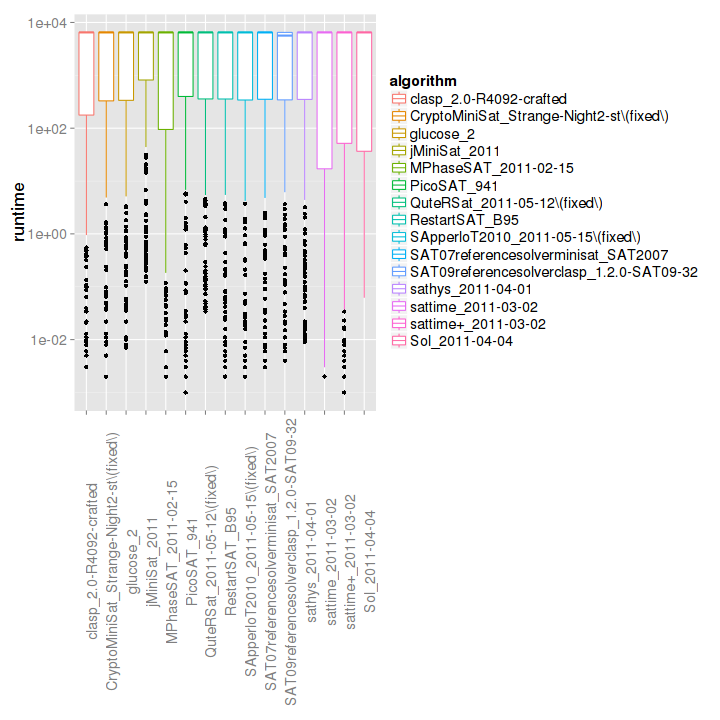 1e+04
1e+02
1e+00
1e-02
runtime
clasp_2.0-R4092-crafted
CryptoMiniSat_Strange-Night2-st\(fixed\)
glucose_2
jMiniSat_2011
MPhaseSAT_2011-02-15
PicoSAT_941
QuteRSat_2011-05-12\(fixed\)
RestartSAT_B95
SApperloT2010_2011-05-15\(fixed\)
SAT07referencesolverminisat_SAT2007
SAT09referencesolverclasp_1.2.0-SAT09-32
sathys_2011-04-01
sattime_2011-03-02
sattime+_2011-03-02
Sol_2011-04-04
algorithm
clasp_2.0-R4092-crafted
CryptoMiniSat_Strange-Night2-st\(fixed\)
glucose_2
jMiniSat_2011
MPhaseSAT_2011-02-15
PicoSAT_941
QuteRSat_2011-05-12\(fixed\)
RestartSAT_B95
SApperloT2010_2011-05-15\(fixed\)
SAT07referencesolverminisat_SAT2007
SAT09referencesolverclasp_1.2.0-SAT09-32
sathys_2011-04-01
sattime_2011-03-02
sattime+_2011-03-02
Sol_2011-04-04